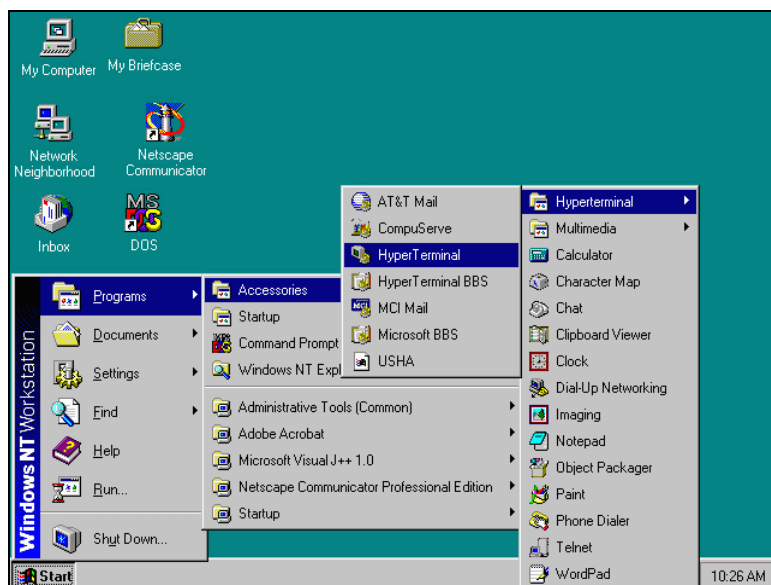 My Computer
My Briefcase
Network
Neighborhood
Netscape
Communicator
Inbox
MS
DOS
DOS
Windows NT Workstation
Programs
Documents
Settings
Find
Help
Run...
Shut Down...
Accessories
Startup
Command Prompt
Windows NT Expl
Administrative Tools (Common)
Adobe Acrobat
Microsoft Visual J++ 1.0
Netscape Communicator Professional Edition
Startup
AT&T Mail
CompuServe
HyperTerminal
HyperTerminal BBS
MCI Mail
Microsoft BBS
USHA
Hyperterminal
Multimedia
Calculator
Character Map
Chat
Clipboard Viewer
Clock
Dial-Up Networking
Imaging
Notepad
Object Packager
Paint
Phone Dialer
Telnet
WordPad
Start
10:26 AM